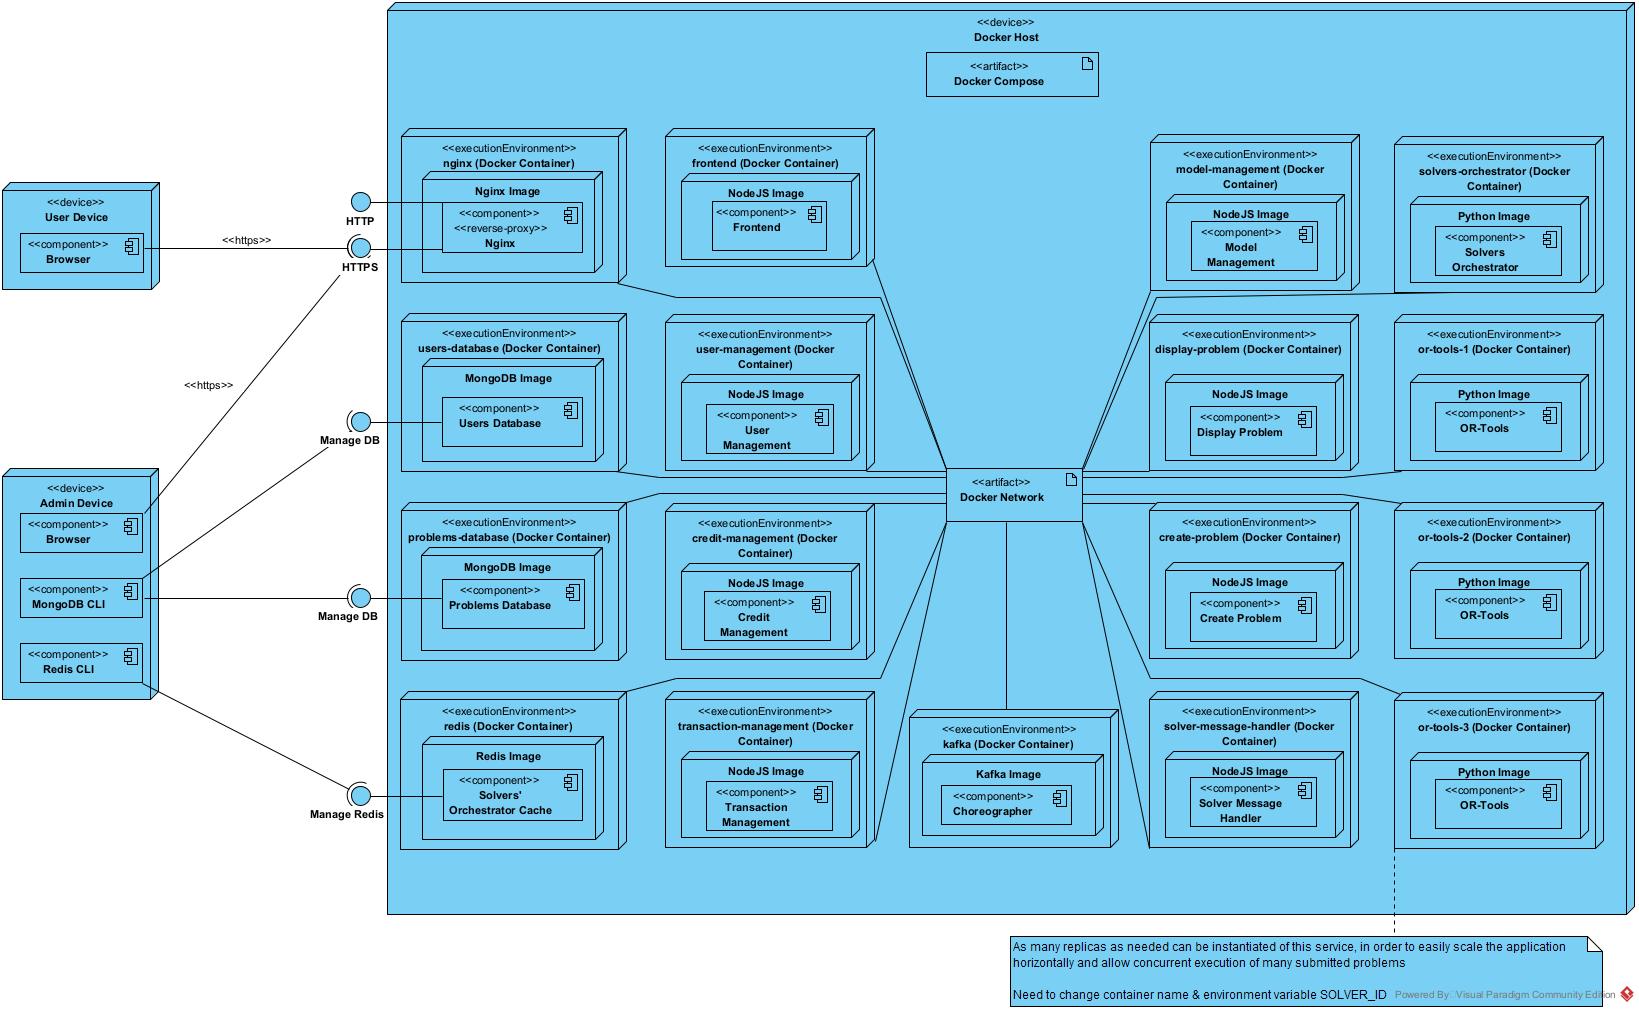 <<device>>
Docker Host
<<artifact>>
Docker Compose
<<device>>
User Device
<<component>>
Browser
<<https>>
HTTP
HTTPS
<<https>>
Manage DB
Manage DB
Manage Redis
<<device>>
Admin Device
<<component>>
Browser
<<component>>
MongoDB CLI
<<component>>
Redis CLI
<<executionEnvironment>>
nginx (Docker Container)
Nginx Image
<<component>>
<<reverse-proxy>>
Nginx
<<executionEnvironment>>
frontend (Docker Container)
NodeJS Image
<<component>>
Frontend
<<executionEnvironment>>
model-management (Docker
Container)
NodeJS Image
<<component>>
Model
Management
<<executionEnvironment>>
solvers-orchestrator (Docker
Container)
Python Image
<<component>>
Solvers
Orchestrator
<<executionEnvironment>>
users-database (Docker Container)
MongoDB Image
<<component>>
Users Database
<<executionEnvironment>>
user-management (Docker
Container)
NodeJS Image
<<component>>
User
Management
<<executionEnvironment>>
display-problem (Docker Container)
NodeJS Image
<<component>>
Display Problem
<<executionEnvironment>>
or-tools-1 (Docker Container)
Python Image
<<component>>
OR-Tools
<<artifact>>
Docker Network
<<executionEnvironment>>
problems-database (Docker Container)
MongoDB Image
<<component>>
Problems Database
<<executionEnvironment>>
credit-management (Docker
Container)
NodeJS Image
<<component>>
Credit
Management
<<executionEnvironment>>
create-problem (Docker Container)
NodeJS Image
<<component>>
Create Problem
<<executionEnvironment>>
or-tools-2 (Docker Container)
Python Image
<<component>>
OR-Tools
<<executionEnvironment>>
redis (Docker Container)
Redis Image
<<component>>
Solvers'
Orchestrator Cache
<<executionEnvironment>>
transaction-management (Docker
Container)
NodeJS Image
<<component>>
Transaction
Management
<<executionEnvironment>>
kafka (Docker Container)
Kafka Image
<<component>>
Choreographer
<<executionEnvironment>>
solver-message-handler (Docker
Container)
NodeJS Image
<<component>>
Solver Message
Handler
<<executionEnvironment>>
or-tools-3 (Docker Container)
Python Image
<<component>>
OR-Tools
As many replicas as needed can be instantiated of this service, in order to easily scale the application
horizontally and allow concurrent execution of many submitted problems
Need to change container name & environment variable SOLVER_ID
Powered By Visual Paradigm Community Edition